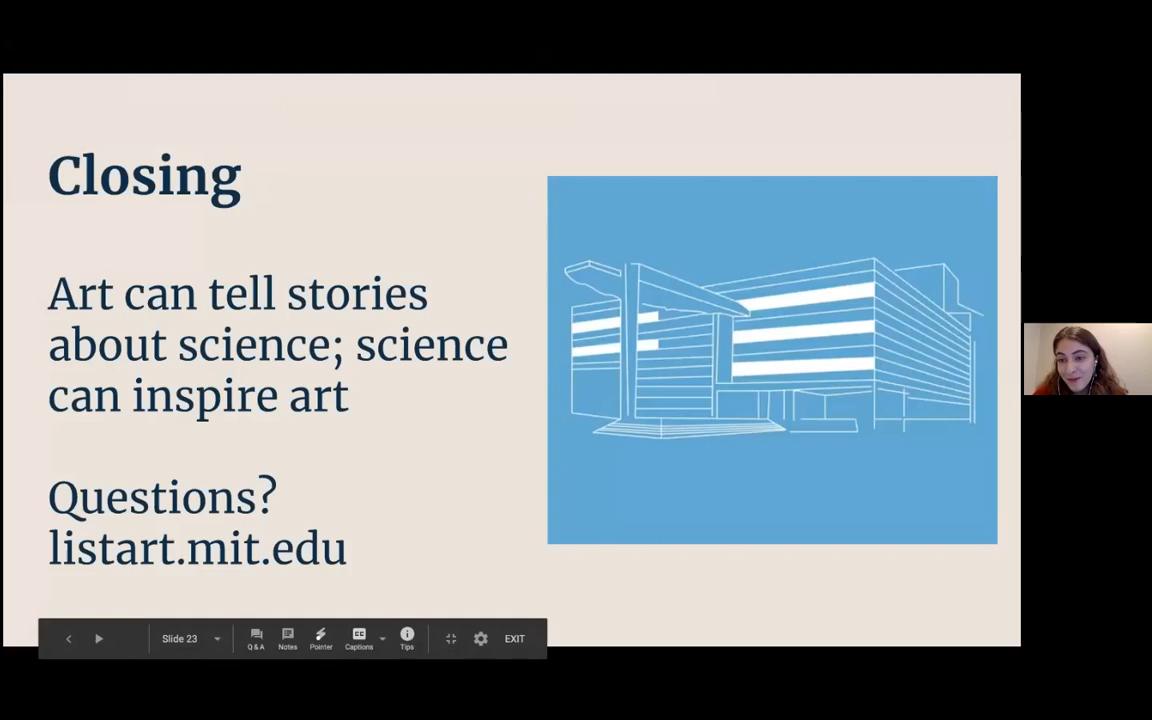 Closing
Art can tell stories
about science; science
can inspire art
Questions?
listart.mit.edu
Slide 23
Q & A
Notes
Pointer
CC
Captions
Tips
EXIT